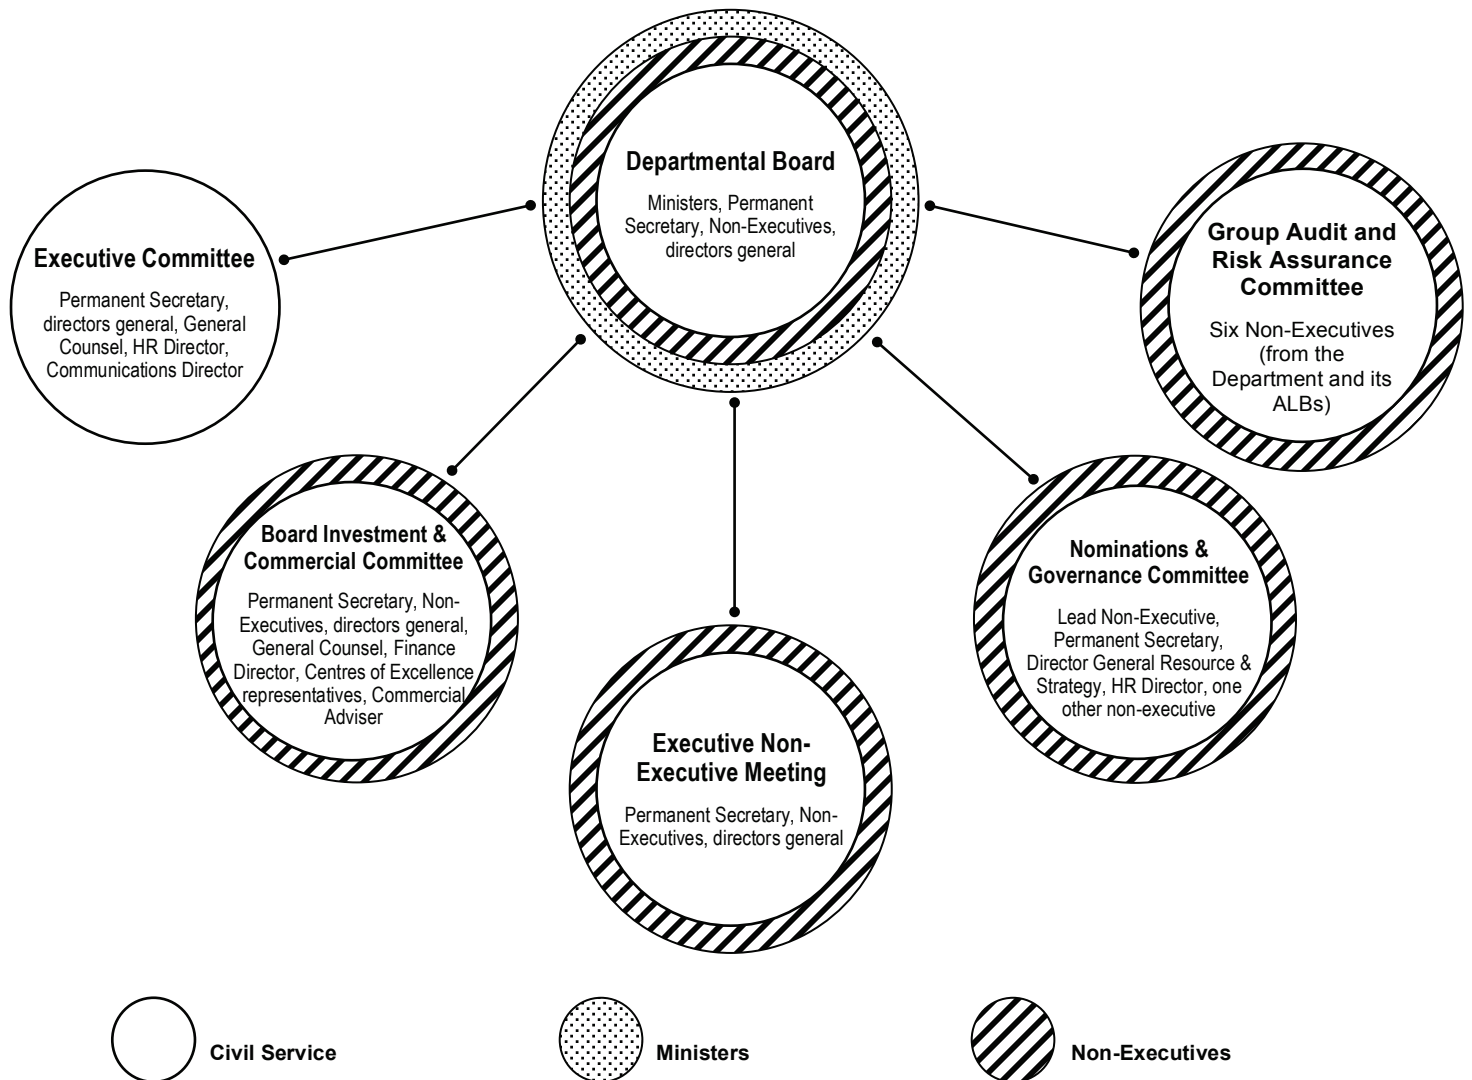 Departmental Board
Ministers, Permanent
Secretary, Non-Executives,
directors general
Executive Committee
Permanent Secretary,
directors general, General
Counsel, HR Director,
Communications Director
Group Audit and
Risk Assurance
Committee
Six Non-Executives
(from the
Department and its
ALBs)
Board Investment &
Commercial Committee
Permanent Secretary, Non-
Executives, directors general,
General Counsel, Finance
Director, Centres of Excellence
representatives, Commercial
Adviser
Nominations &
Governance Committee
Lead Non-Executive,
Permanent Secretary,
Director General Resource &
Strategy, HR Director, one
other non-executive
Executive Non-
Executive Meeting
Permanent Secretary, Non-
Executives, directors general
Civil Service
Ministers
Non-Executives